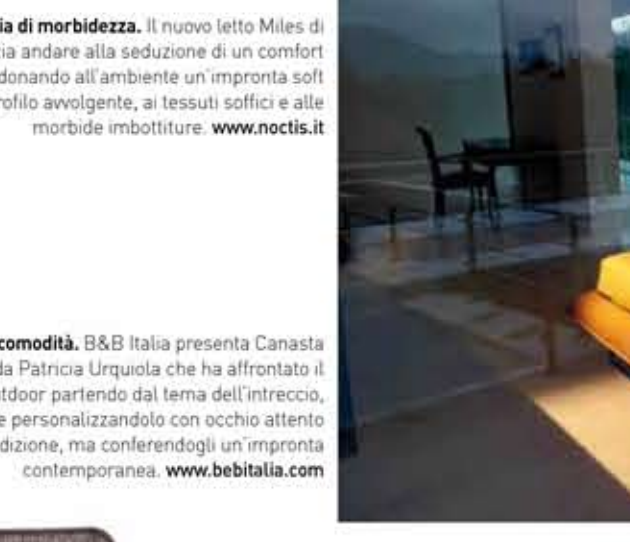 ia di morbidezza. Il nuovo letto Miles di
ia andare alla seduzione di un comfort
donando all'ambiente un'impronta soft
rofilo avvolgente, ai tessuti soffici e alle
morbide imbottiture. www.noctis.it
comodità. B&B Italia presenta Canasta
da Patricia Urquiola che ha affrontato il
tdoor partendo dal tema dell'intreccio,
e personalizzandolo con occhio attento
dizione, ma conferendogli un'impronta
contemporanea. www.bebitalia.com